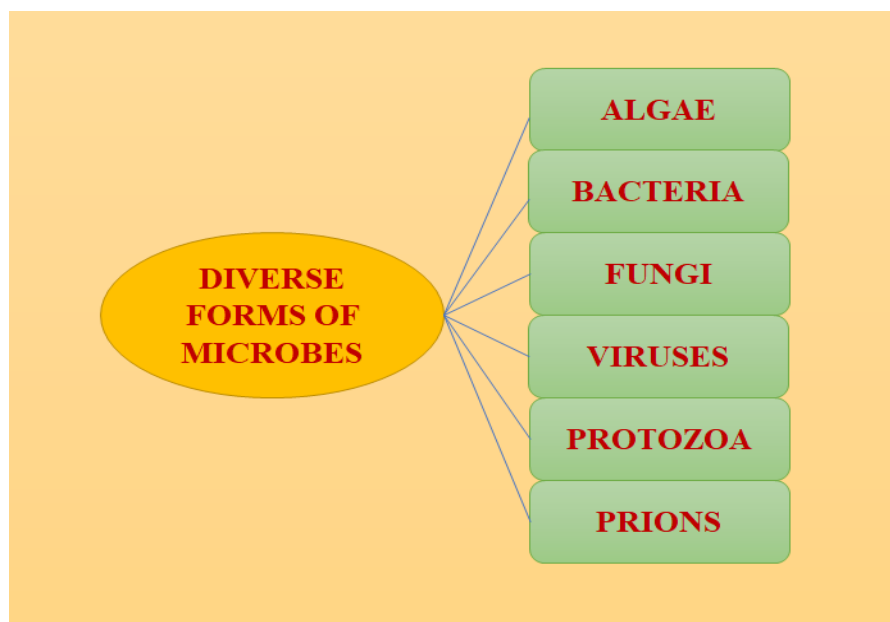 DIVERSE
FORMS OF
MICROBES
ALGAE
BACTERIA
FUNGI
VIRUSES
PROTOZOA
PRIONS